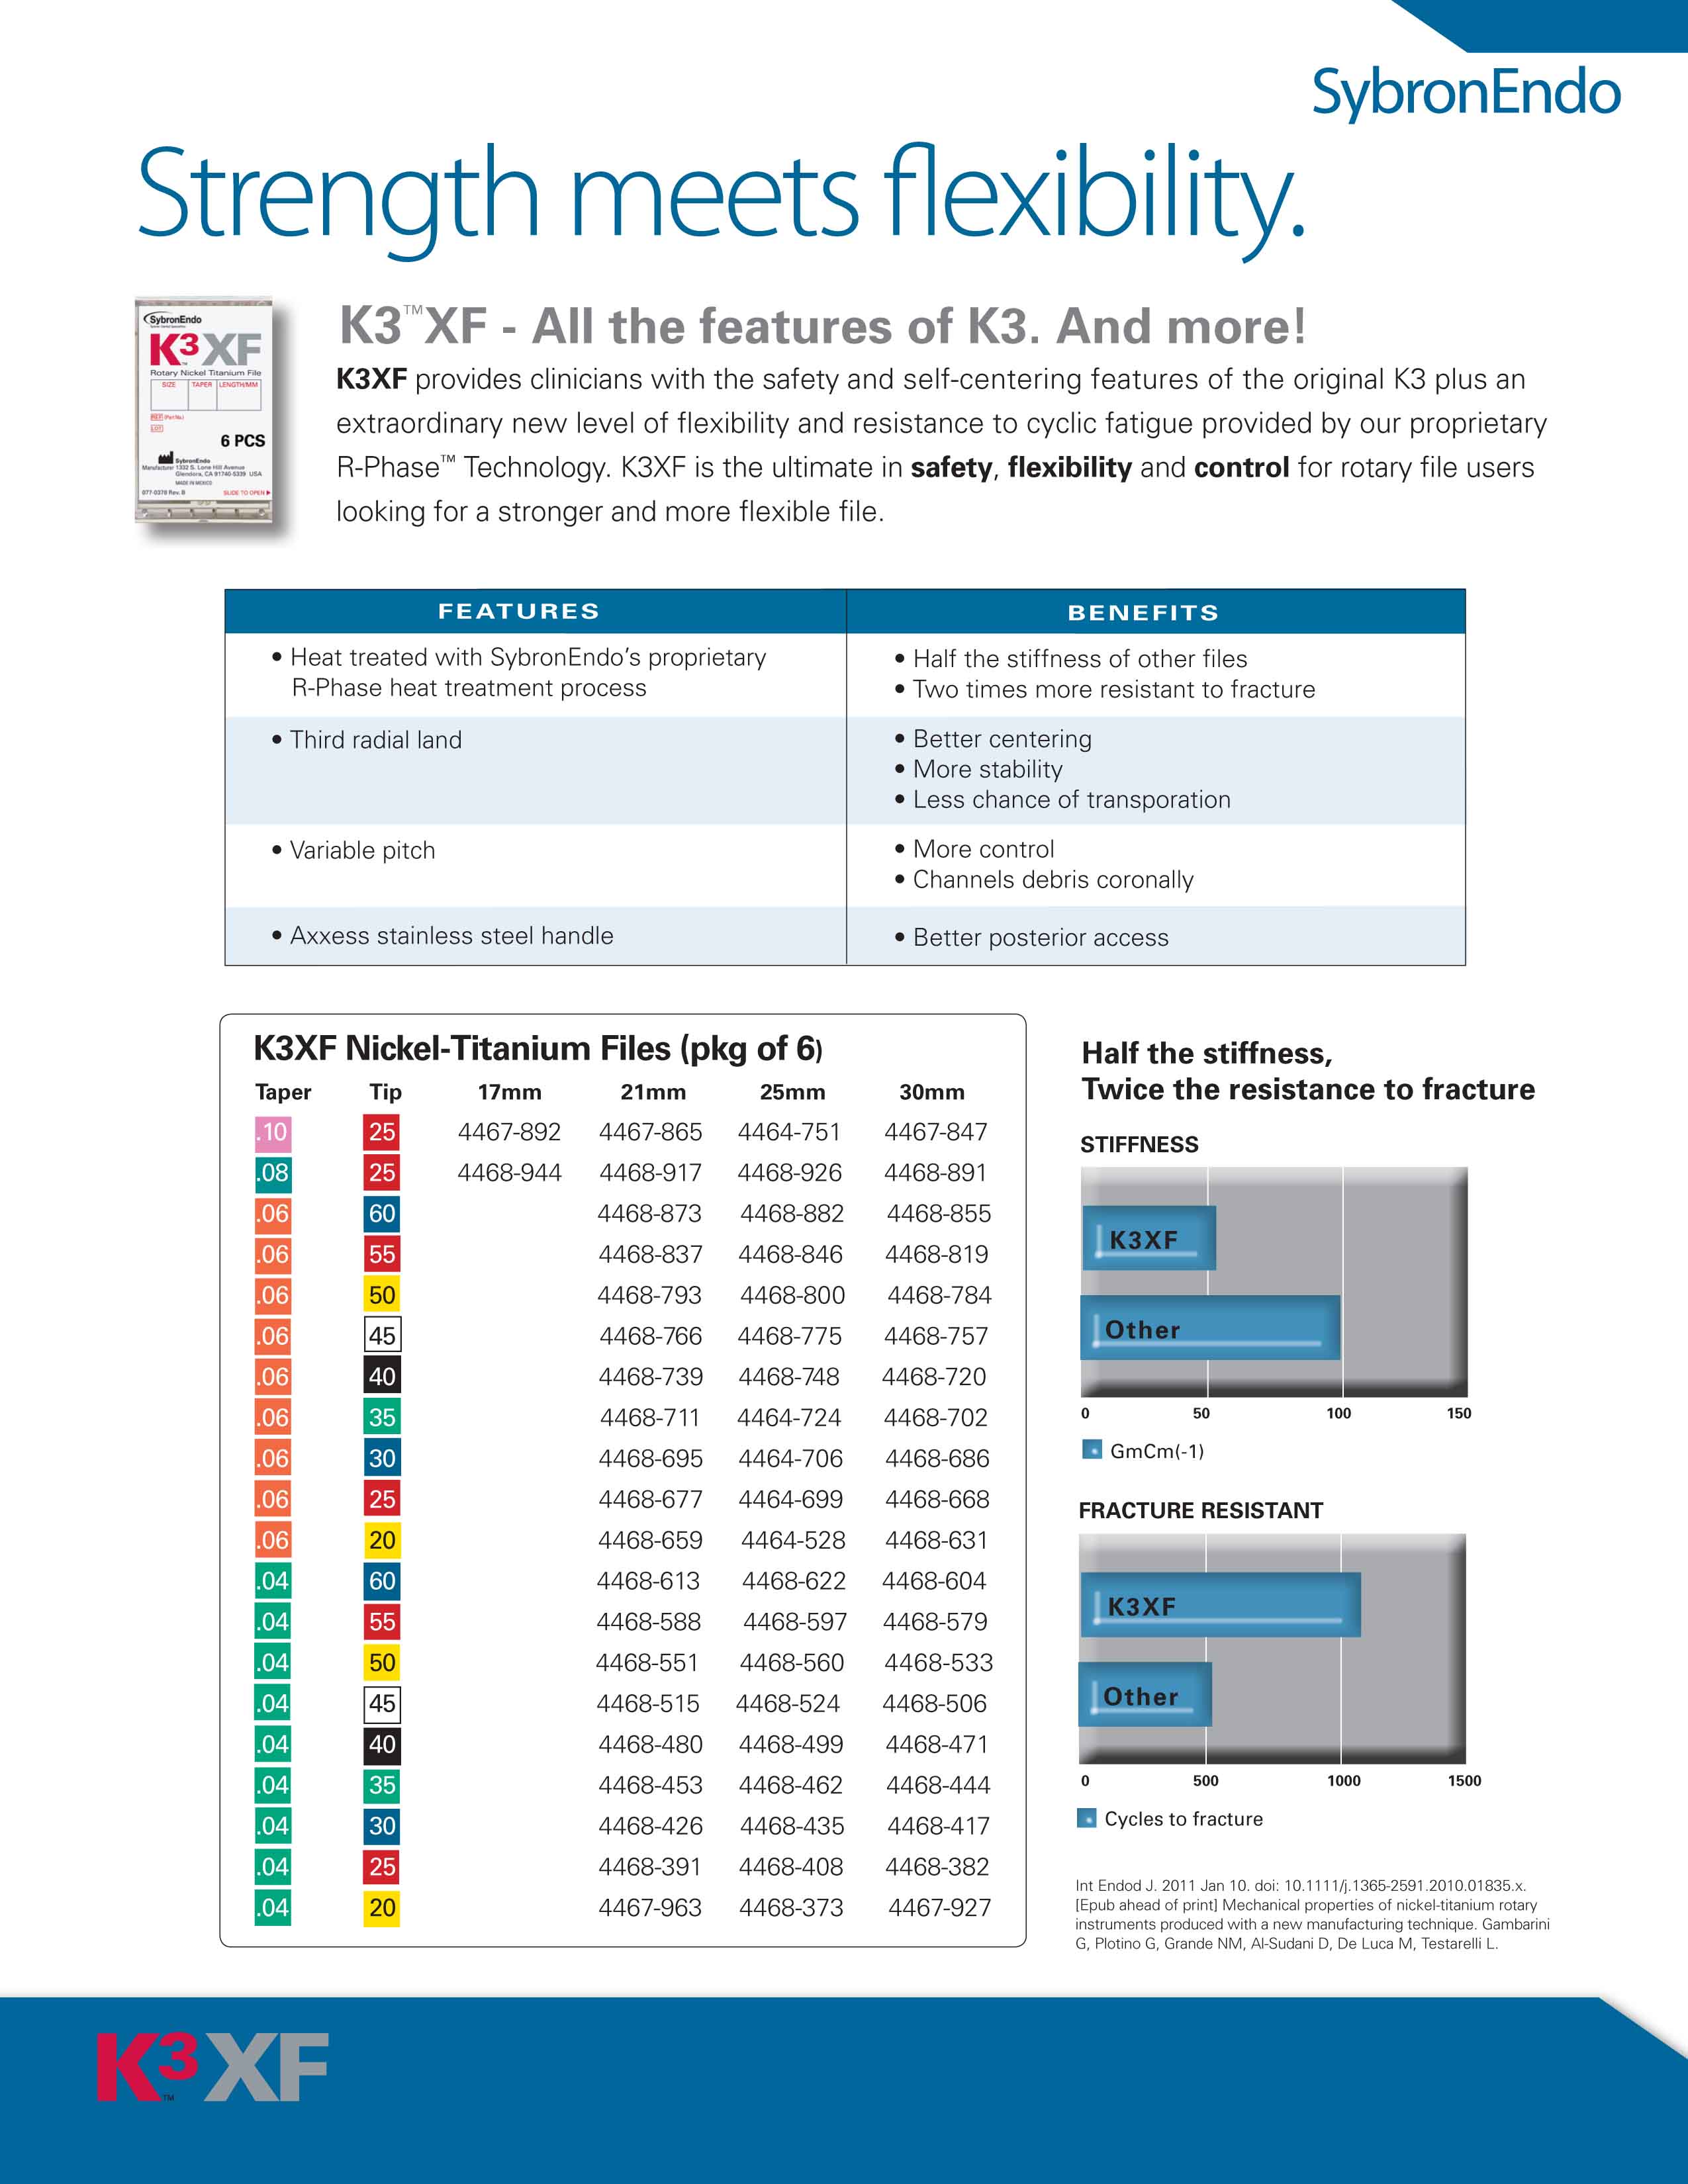 SybronEndo
Strength meets flexibility.
SybronEndo
K3XF
Rotary Nickel Titanium File
SIZE TAPER LENGTH/MM
REF (Part No.)
LOT
6 PCS
SybronEndo
Manufacturer 1332 S. Lone Hill Avenue
Glendora, CA 91740-5339 USA
MADE IN MEXICO
077-0378 Rev. B SLIDE TO OPEN
K3™XF - All the features of K3. And more!
K3XF provides clinicians with the safety and self-centering features of the original K3 plus an
extraordinary new level of flexibility and resistance to cyclic fatigue provided by our proprietary
R-Phase™ Technology. K3XF is the ultimate in safety, flexibility and control for rotary file users
looking for a stronger and more flexible file.
FEATURES BENEFITS
• Heat treated with SybronEndo's proprietary
R-Phase heat treatment process
• Half the stiffness of other files
• Two times more resistant to fracture
• Third radial land
• Better centering
• More stability
• Less chance of transporation
• Variable pitch
• More control
• Channels debris coronally
• Axxess stainless steel handle
• Better posterior access
K3XF Nickel-Titanium Files (pkg of 6)
Taper Tip 17mm 21mm 25mm 30mm
.10 25 4467-892 4467-865 4464-751 4467-847
.08 25 4468-944 4468-917 4468-926 4468-891
.06 60 4468-873 4468-882 4468-855
.06 55 4468-837 4468-846 4468-819
.06 50 4468-793 4468-800 4468-784
.06 45 4468-766 4468-775 4468-757
.06 40 4468-739 4468-748 4468-720
.06 35 4468-711 4464-724 4468-702
.06 30 4468-695 4464-706 4468-686
.06 25 4468-677 4464-699 4468-668
.06 20 4468-659 4464-528 4468-631
.04 60 4468-613 4468-622 4468-604
.04 55 4468-588 4468-597 4468-579
.04 50 4468-551 4468-560 4468-533
.04 45 4468-515 4468-524 4468-506
.04 40 4468-480 4468-499 4468-471
.04 35 4468-453 4468-462 4468-444
.04 30 4468-426 4468-435 4468-417
.04 25 4468-391 4468-408 4468-382
.04 20 4467-963 4468-373 4467-927
Half the stiffness,
Twice the resistance to fracture
STIFFNESS
K3XF
Other
0 50 100 150
GmCm(-1)
FRACTURE RESISTANT
K3XF
Other
0 500 1000 1500
Cycles to fracture
Int Endod J. 2011 Jan 10. doi: 10.1111/j.1365-2591.2010.01835.x.
[Epub ahead of print] Mechanical properties of nickel-titanium rotary
instruments produced with a new manufacturing technique. Gambarini
G, Plotino G, Grande NM, Al-Sudani D, De Luca M, Testarelli L.
K3™XF